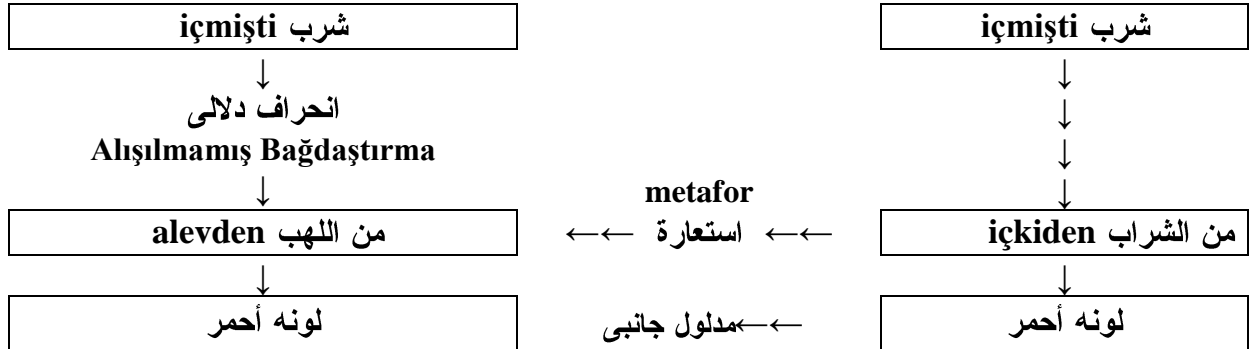 شرب içmişti
شرب içmişti
↓
↓
انحراف دلالى
↓
Alışılmamış Bağdaştırma
↓
↓
↓
metafor
من الشراب içkiden
←← استعارة ←←
من اللهب alevden
↓
↓
لونه أحمر
←←مدلول جانبى
لونه أحمر